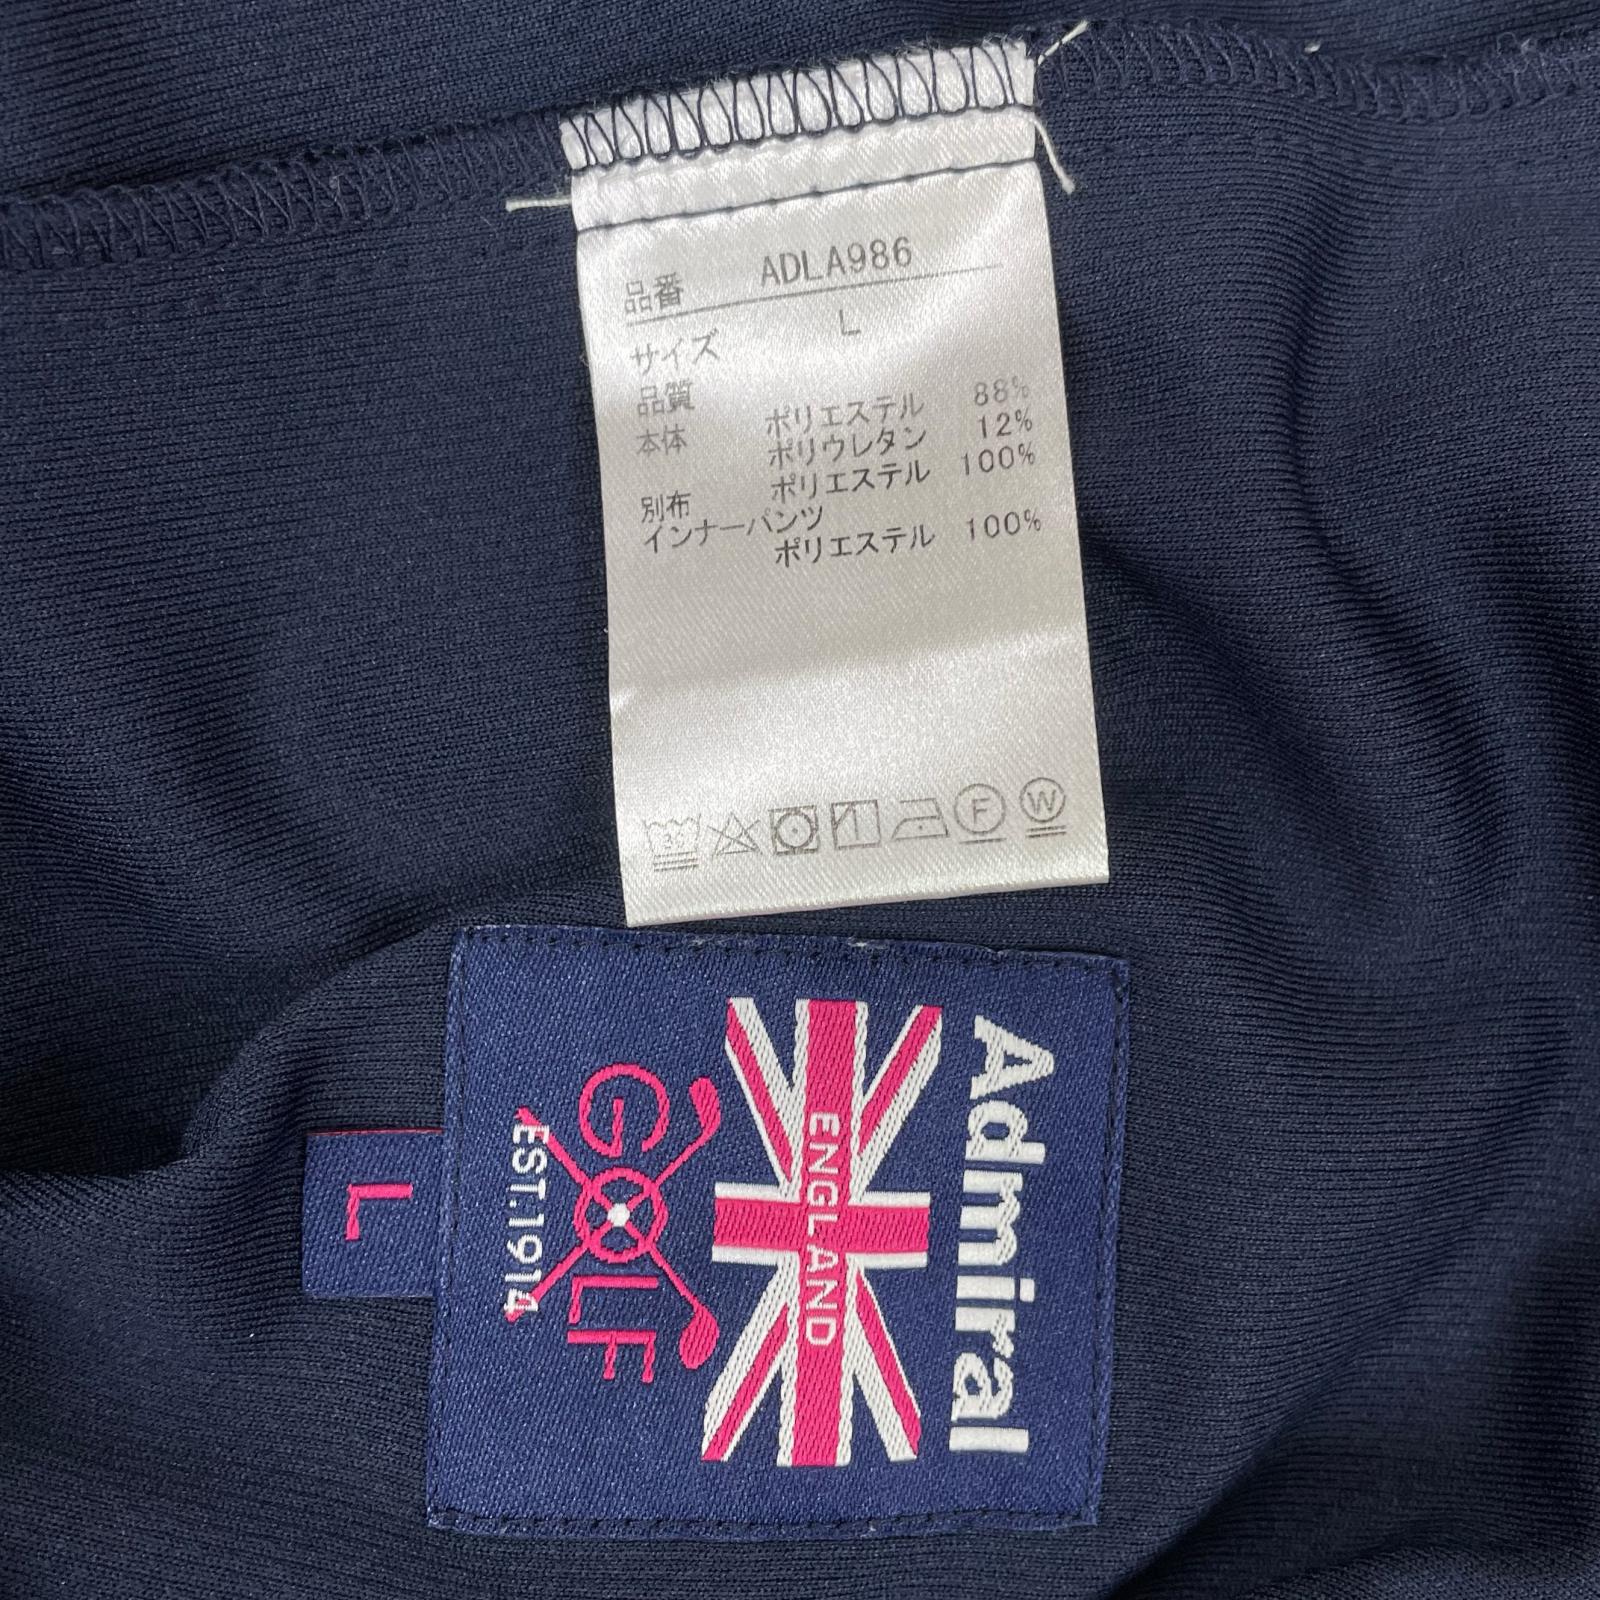 品番 ADLA986
サイズ L
品質
本体 ポリエステル 88%
ポリウレタン 12%
別布 ポリエステル 100%
インナーパンツ
ポリエステル 100%
30
F W
Admiral
ENGLAND
GOLF
EST.1914
L